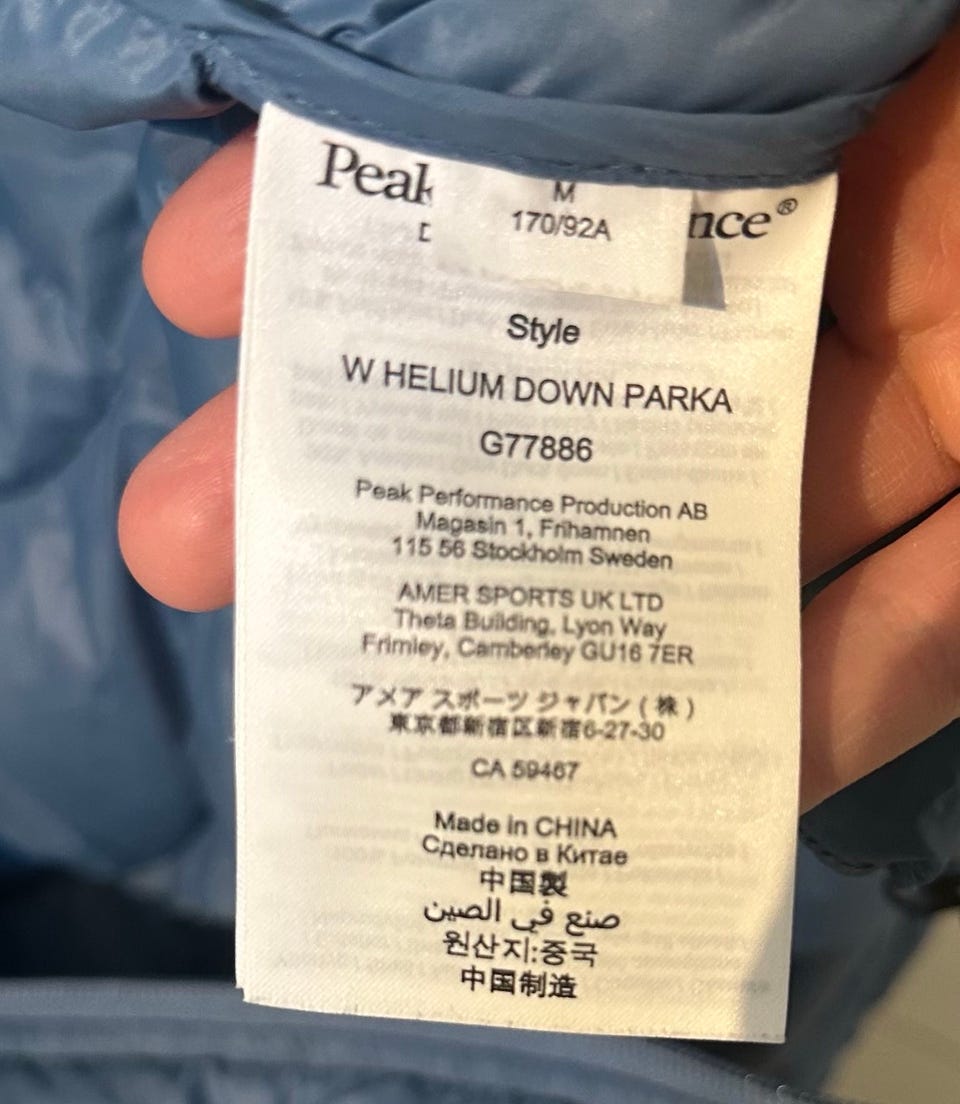 Peak
M
nce®
170/92A
Style
W HELIUM DOWN PARKA
G77886
Peak Performance Production AB
Magasin 1, Frihamnen
115 56 Stockholm Sweden
AMER SPORTS UK LTD
Theta Building, Lyon Way
Frimley, Camberley GU16 7ER
アメア スポーツ ジャパン ( 株 )
東京都新宿区新宿6-27-30
CA 59467
Made in CHINA
Сделано в Китае
中国製
صنع في الصين
원산지:중국
中国制造